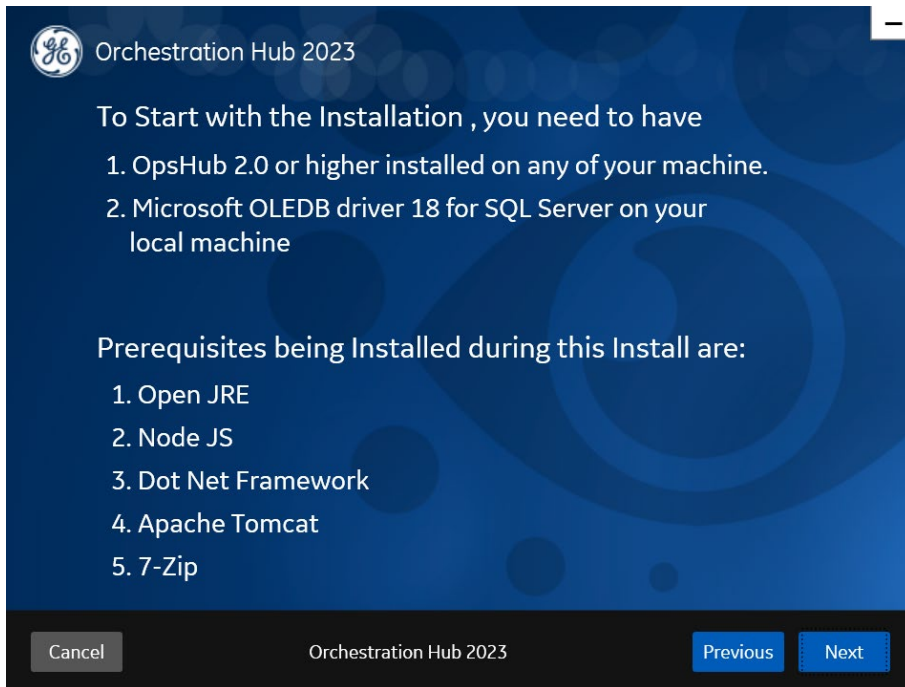 GE
Orchestration Hub 2023
To Start with the Installation , you need to have
1. OpsHub 2.0 or higher installed on any of your machine.
2. Microsoft OLEDB driver 18 for SQL Server on your
local machine
Prerequisites being Installed during this Install are:
1. Open JRE
2. Node JS
3. Dot Net Framework
4. Apache Tomcat
5. 7-Zip
Cancel
Orchestration Hub 2023
Previous
Next